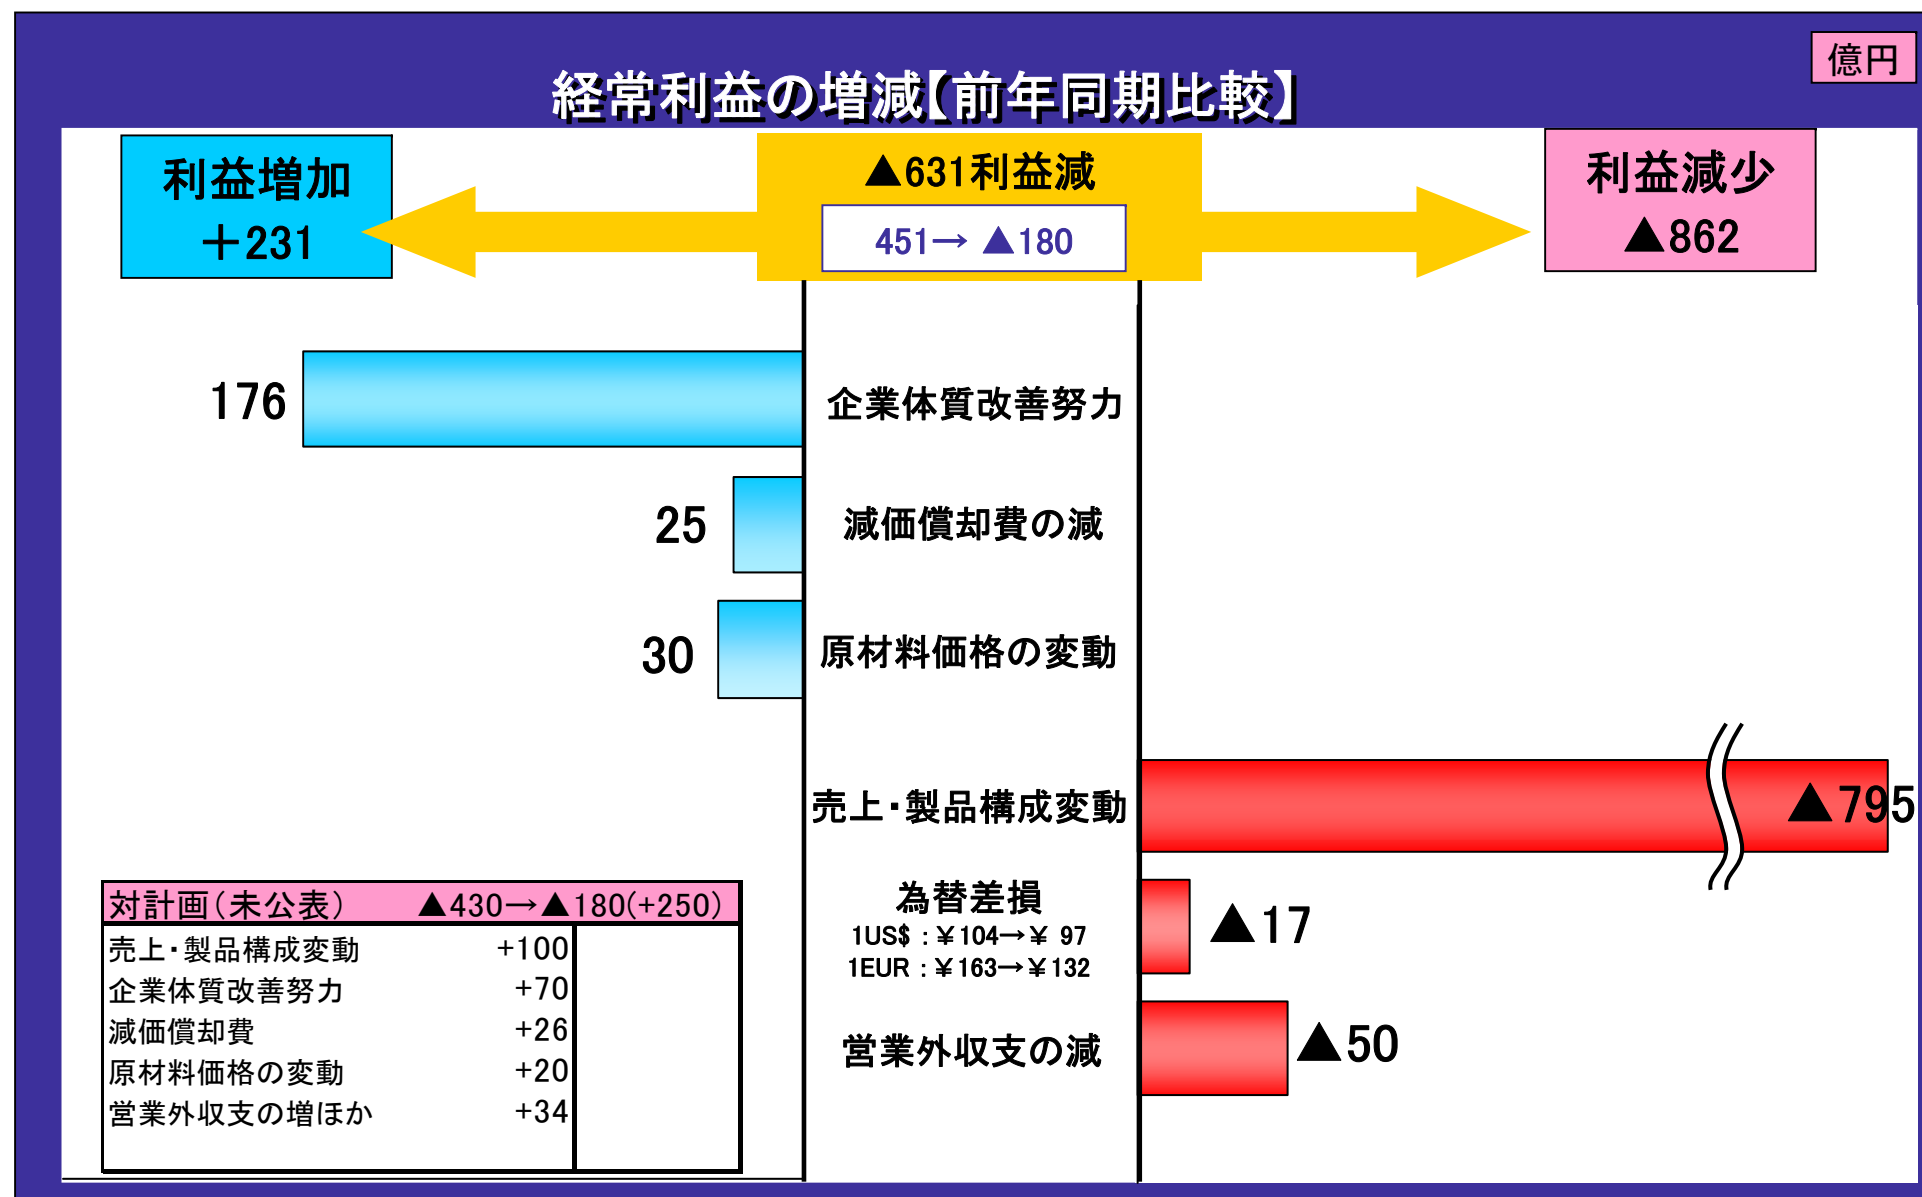 億円
経常利益の増減【前年同期比較】
利益増加
＋231
▲631利益減
451→ ▲180
利益減少
▲862
176
企業体質改善努力
25
減価償却費の減
30
原材料価格の変動
売上・製品構成変動
▲795
為替差損
1US$：￥104→￥ 97
1EUR：￥163→￥132
▲17
営業外収支の減
▲50
対計画（未公表） ▲430→▲180(+250)
売上・製品構成変動 +100
企業体質改善努力 +70
減価償却費 +26
原材料価格の変動 +20
営業外収支の増ほか +34